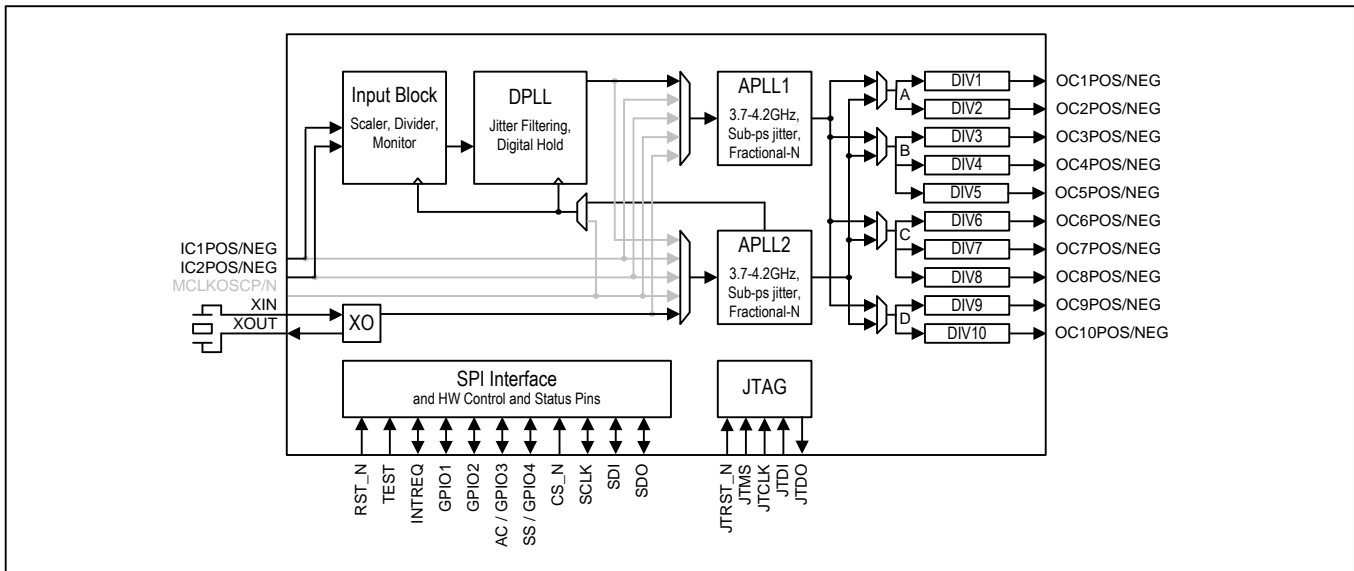 Input Block
Scaler, Divider,
Monitor
DPLL
Jitter Filtering,
Digital Hold
APLL1
3.7-4.2GHz,
Sub-ps jitter,
Fractional-N
APLL2
3.7-4.2GHz,
Sub-ps jitter,
Fractional-N
A
B
C
D
DIV1
DIV2
DIV3
DIV4
DIV5
DIV6
DIV7
DIV8
DIV9
DIV10
OC1POS/NEG
OC2POS/NEG
OC3POS/NEG
OC4POS/NEG
OC5POS/NEG
OC6POS/NEG
OC7POS/NEG
OC8POS/NEG
OC9POS/NEG
OC10POS/NEG
IC1POS/NEG
IC2POS/NEG
MCLKOSCP/N
XIN
XOUT
XO
SPI Interface
and HW Control and Status Pins
JTAG
RST_N
TEST
INTREQ
GPIO1
GPIO2
AC / GPIO3
SS / GPIO4
CS_N
SCLK
SDI
SDO
JTRST_N
JTMS
JTCLK
JTDI
JTDO